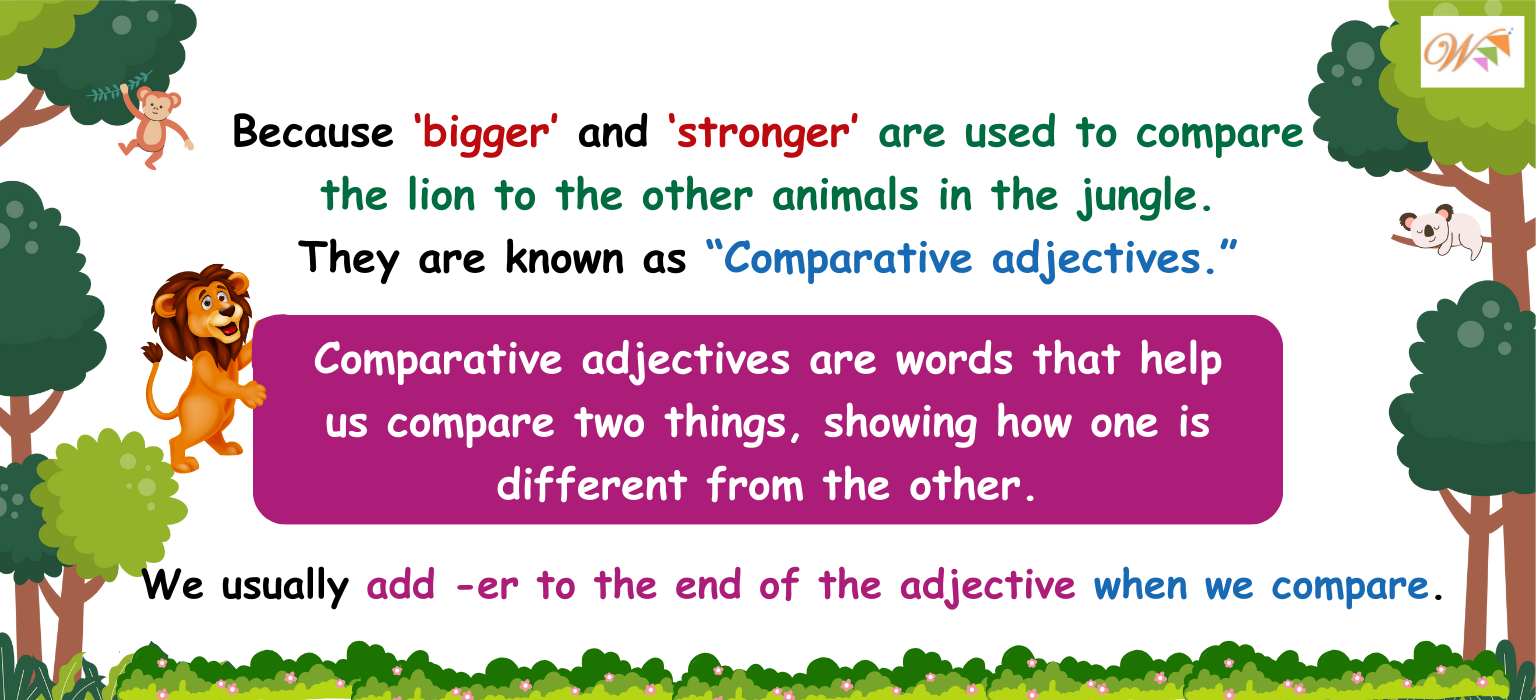 W
Because ‘bigger’ and ‘stronger’ are used to compare
the lion to the other animals in the jungle.
They are known as “Comparative adjectives.”
Comparative adjectives are words that help
us compare two things, showing how one is
different from the other.
We usually add -er to the end of the adjective when we compare.